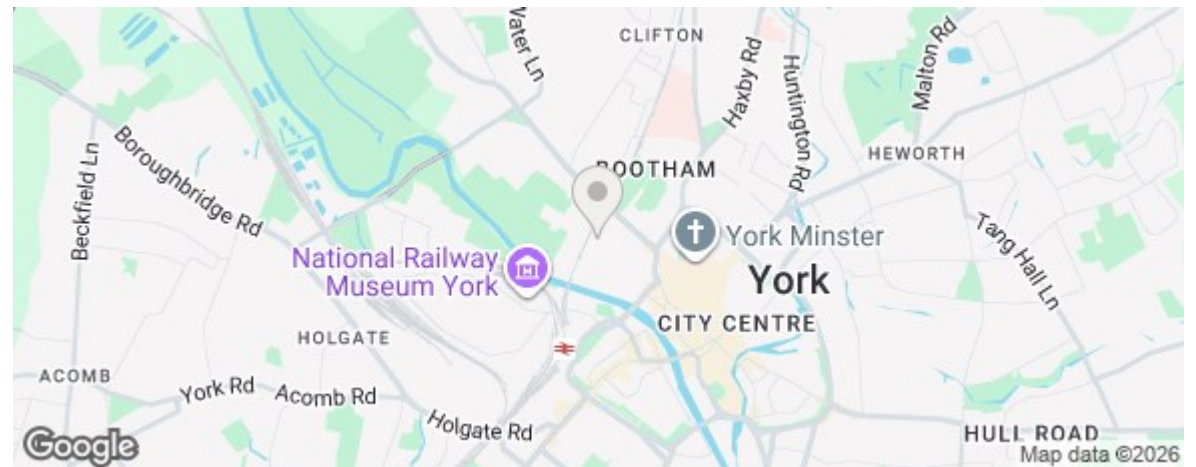 CLIFTON
Water Ln
Haxby Rd
Huntington Rd
Malton Rd
Boroughbridge Rd
Beckfield Ln
BOOTHAM
HEWORTH
York Minster
Tang Hall Ln
National Railway
Museum York
York
CITY CENTRE
HOLGATE
ACOMB
York Rd
Acomb Rd
Holgate Rd
HULL ROAD
Google
Map data ©2026